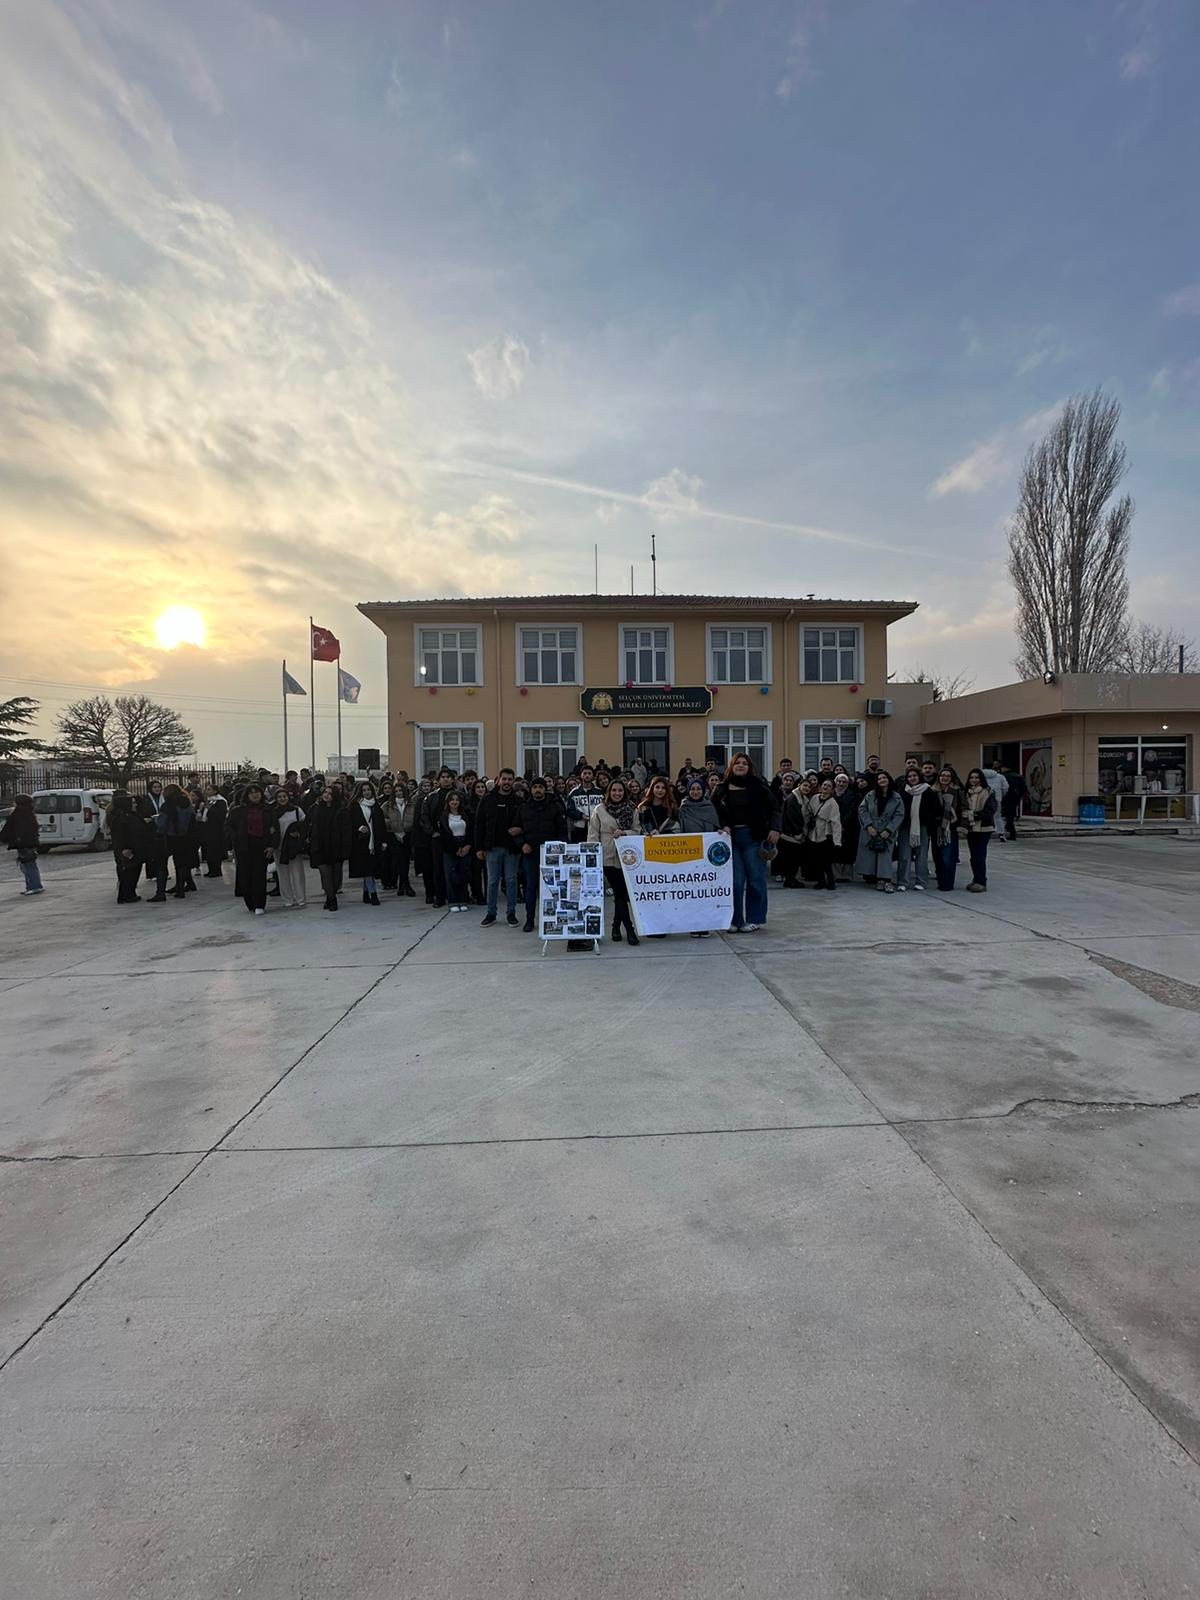 SELÇUK ÜNİVERSİTESİ
SÜREKLİ EĞİTİM MERKEZİ
SELÇUK
ÜNİVERSİTESİ
ULUSLARARASI
CARET TOPLULUĞU